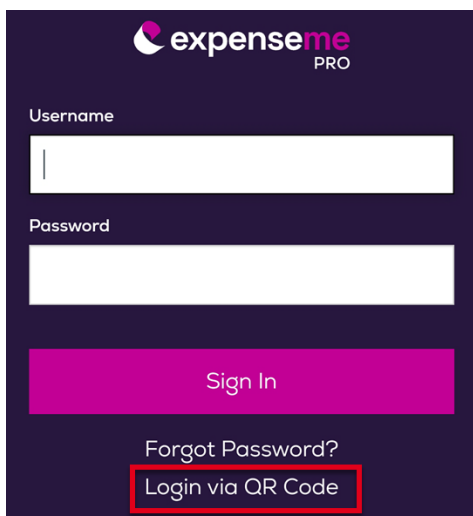 expenseme
PRO
Username
Password
Sign In
Forgot Password?
Login via QR Code